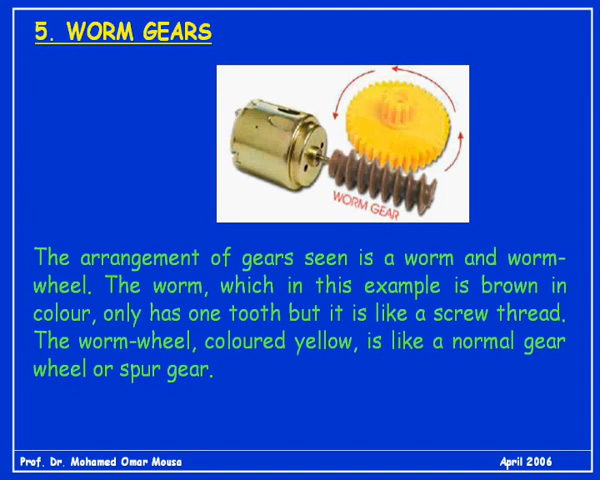 5. WORM GEARS
WORM GEAR
The arrangement of gears seen is a worm and worm-
wheel. The worm, which in this example is brown in
colour, only has one tooth but it is like a screw thread.
The worm-wheel, coloured yellow, is like a normal gear
wheel or spur gear.
Prof. Dr. Mohamed Omar Mousa
April 2006